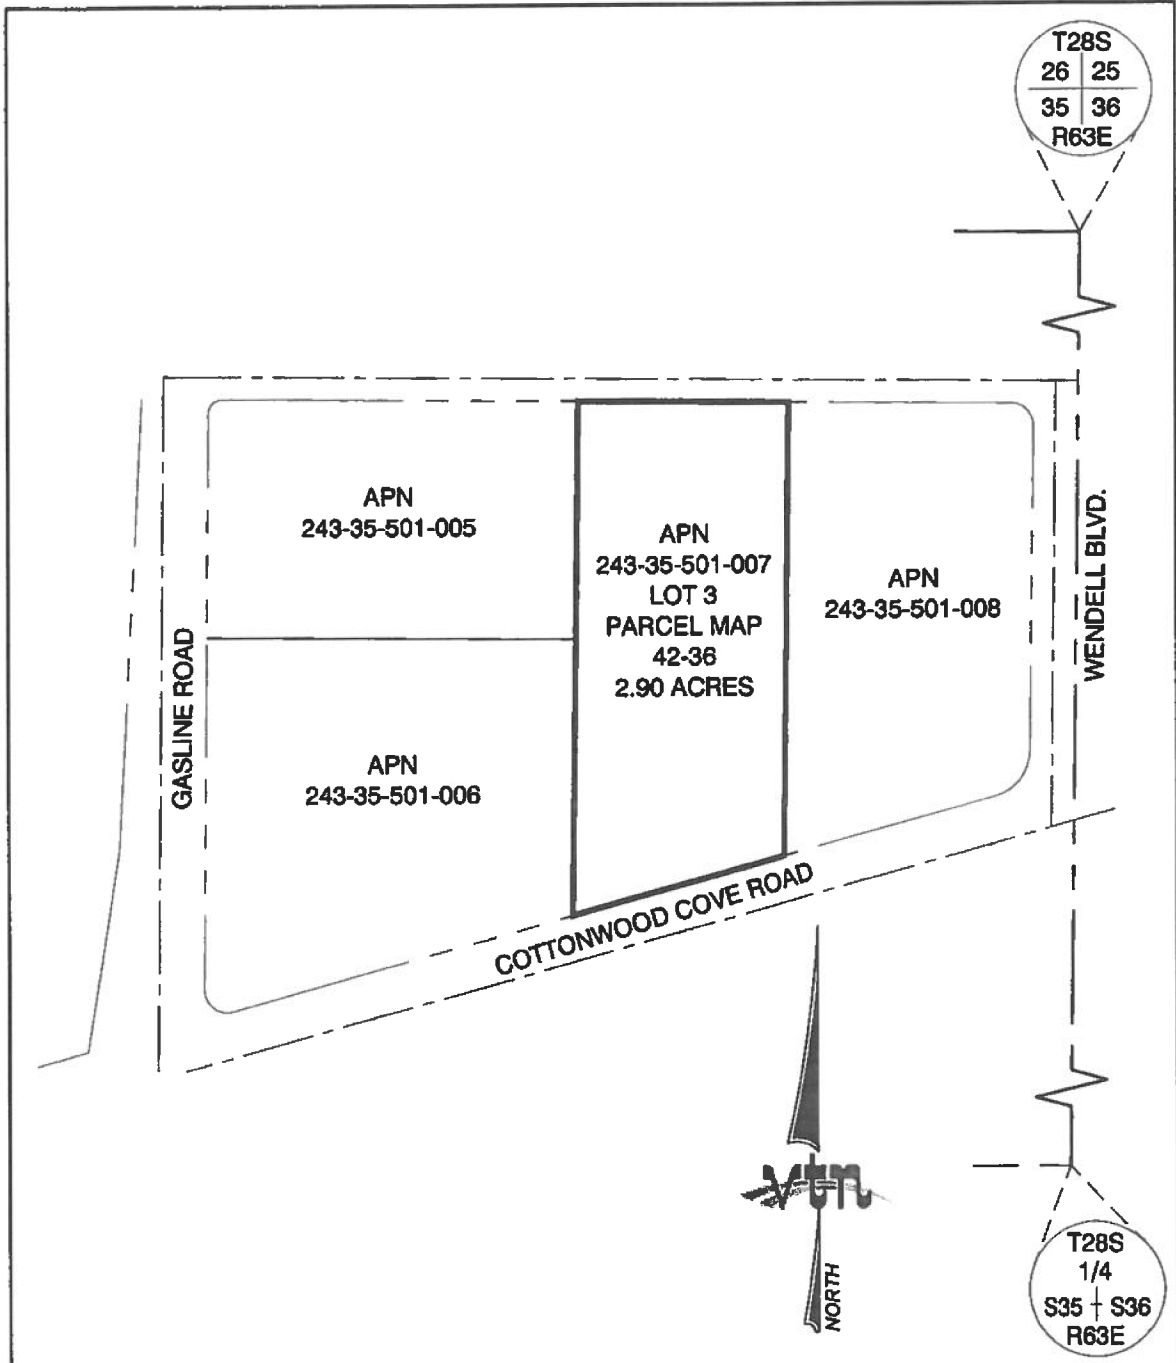 T28S
26 25
35 36
R63E
APN
243-35-501-005
APN
243-35-501-007
LOT 3
PARCEL MAP
42-36
2.90 ACRES
APN
243-35-501-008
WENDELL BLVD.
GASLINE ROAD
APN
243-35-501-006
COTTONWOOD COVE ROAD
vtn
NORTH
T28S
1/4
S35 S36
R63E